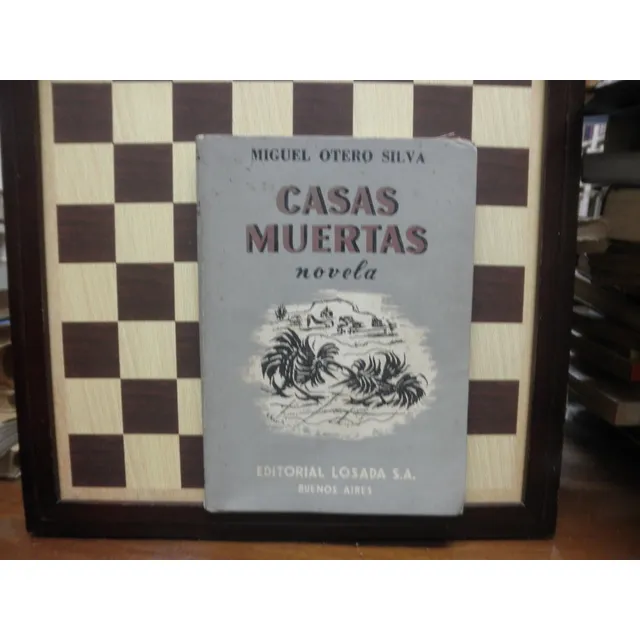 MIGUEL OTERO SILVA
CASAS
MUERTAS
novela
EDITORIAL LOSADA S.A.
BUENOS AIRES